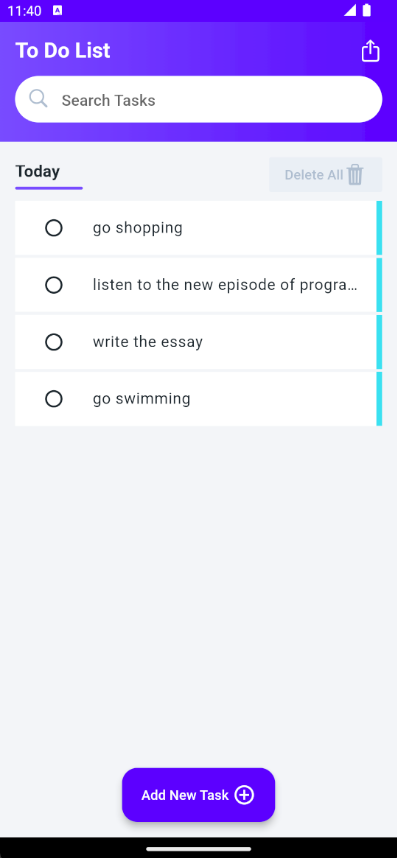 11:40 A
To Do List
Search Tasks
Today
Delete All
go shopping
listen to the new episode of progra...
write the essay
go swimming
Add New Task